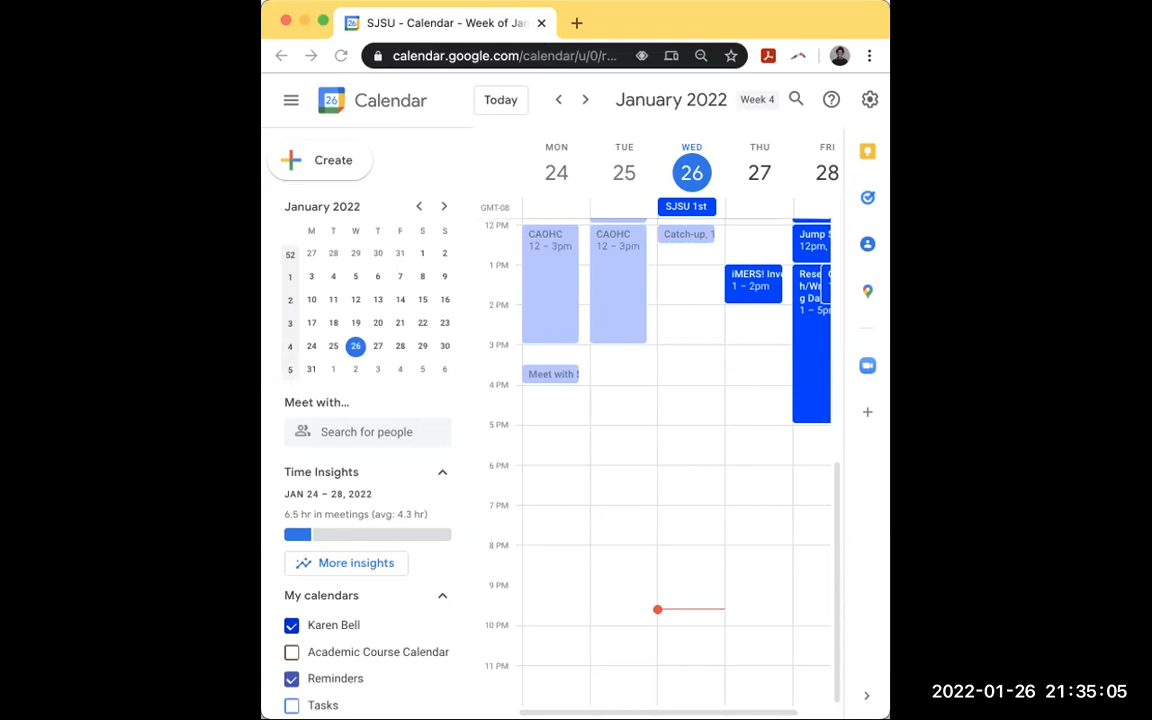 SJSU - Calendar - Week of Jan
calendar.google.com/calendar/u/0/r...
26
Calendar
Today
January 2022
Week 4
Create
MON
TUE
WED
THU
FRI
24
25
26
27
28
GMT-08
SJSU 1st
January 2022
M T W T F S S
52 27 28 29 30 31 1 2
1 3 4 5 6 7 8 9
2 10 11 12 13 14 15 16
3 17 18 19 20 21 22 23
4 24 25 26 27 28 29 30
5 31 1 2 3 4 5 6
Meet with...
Search for people
Time Insights
JAN 24 – 28, 2022
6.5 hr in meetings (avg: 4.3 hr)
More insights
My calendars
Karen Bell
Academic Course Calendar
Reminders
Tasks
12 PM
1 PM
2 PM
3 PM
4 PM
5 PM
6 PM
7 PM
8 PM
9 PM
10 PM
11 PM
CAOHC
12 – 3pm
Meet with
CAOHC
12 – 3pm
Catch-up,
iMERS! Inv
1 – 2pm
Jump
12pm,
Rese
h/Wr
g Da
1 – 5p
2022-01-26 21:35:05